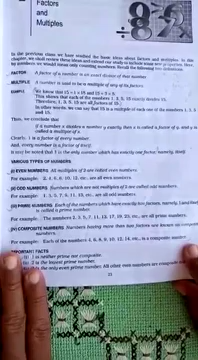 Factors
and
Multiples
In the previous class we have studied the basic ideas about factors and multiples. In this
chapter, we shall review these ideas and extend our study to include some new
by numbers, we would mean only counting numbers. Recall the following two definitions.
FACTOR: A factor of a number is an exact divisor of that number.
MULTIPLE: A number is said to be a multiple of any of its factors.
EXAMPLE We know that 15 = 1 × 15 and 15 = 3 × 5
This shows that each of the numbers 1, 3, 5, 15 exactly divides 15.
Therefore, 1, 3, 5, 15 are all factors of 15.
In other words, we can say that 15 is a multiple of each one of the numbers 1, 3, 5
and 15.
Thus, we conclude that
if a number x divides a number y exactly, then x is called a factor of y, and y is
called a multiple of x.
Clearly, 1 is a factor of every number.
And, every number is a factor of itself.
It may be noted that 1 is the only number which has exactly one factor, namely, itself.
VARIOUS TYPES OF NUMBERS
(i) EVEN NUMBERS All multiples of 2 are called even numbers.
For example: 2, 4, 6, 8, 10, 12, etc., are all even numbers.
(ii) ODD NUMBERS Numbers which are not multiples of 2 are called odd numbers.
For example: 1, 3, 5, 7, 9, 11, 13, etc., are all odd numbers.
(iii) PRIME NUMBERS Each of the numbers which have exactly two factors, namely, 1 and itself
is called a prime number.
For example: The numbers 2, 3, 5, 7, 11, 13, 17, 19, 23, etc., are all prime numbers.
(iv) COMPOSITE NUMBERS Numbers having more than two factors are known as composite
numbers.
For example: Each of the numbers 4, 6, 8, 9, 10, 12, 14, etc., is a composite number.
IMPORTANT FACTS
(i) 1 is neither prime nor composite.
2 is the lowest prime number.
is the only even prime number. All other even numbers are composite